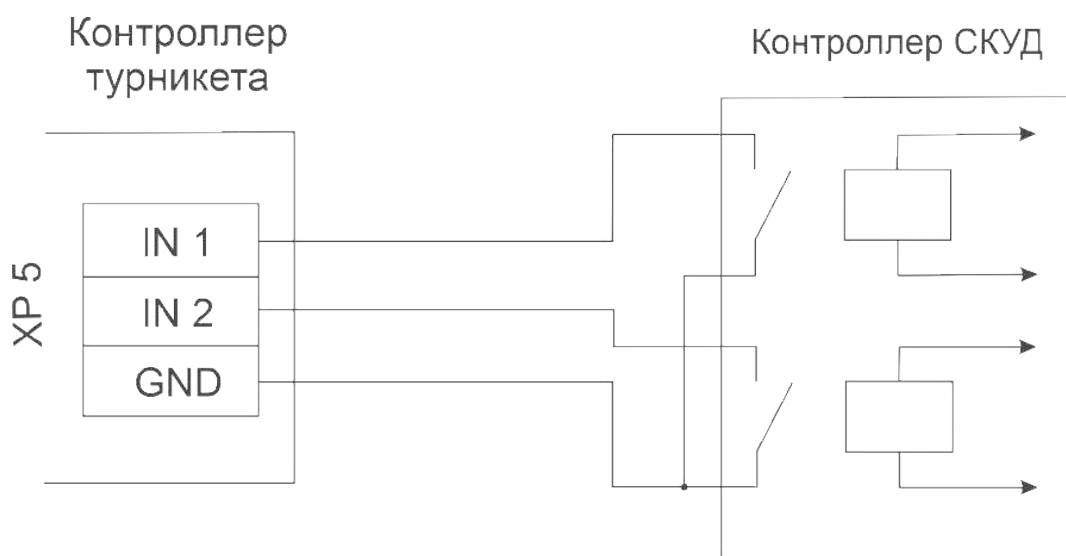 Контроллер
турникета
Контроллер СКУД
XP 5
IN 1
IN 2
GND